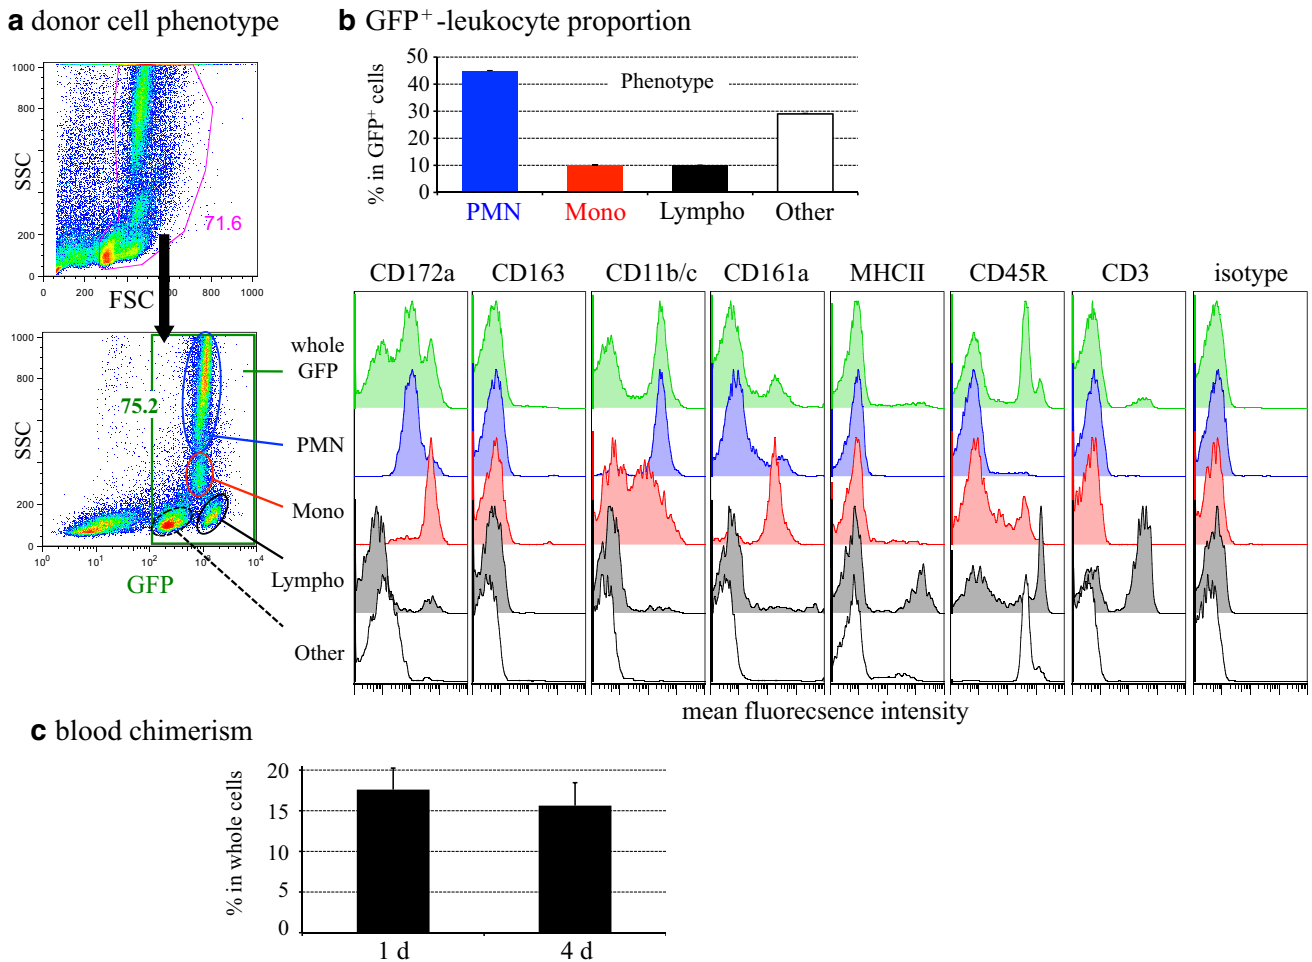 a donor cell phenotype
b GFP+-leukocyte proportion
1000
800
200
0
SSC
71.6
0 200 400 600 800 1000
FSC
1000
800
200
0
SSC
75.2
10^0 10^1 10^2 10^3 10^4
GFP
whole
GFP
PMN
Mono
Lympho
Other
50
40
30
20
10
0
% in GFP+ cells
Phenotype
PMN Mono Lympho Other
CD172a CD163 CD11b/c CD161a MHCII CD45R CD3 isotype
mean fluorecsence intensity
c blood chimerism
20
15
10
5
0
% in whole cells
1 d 4 d